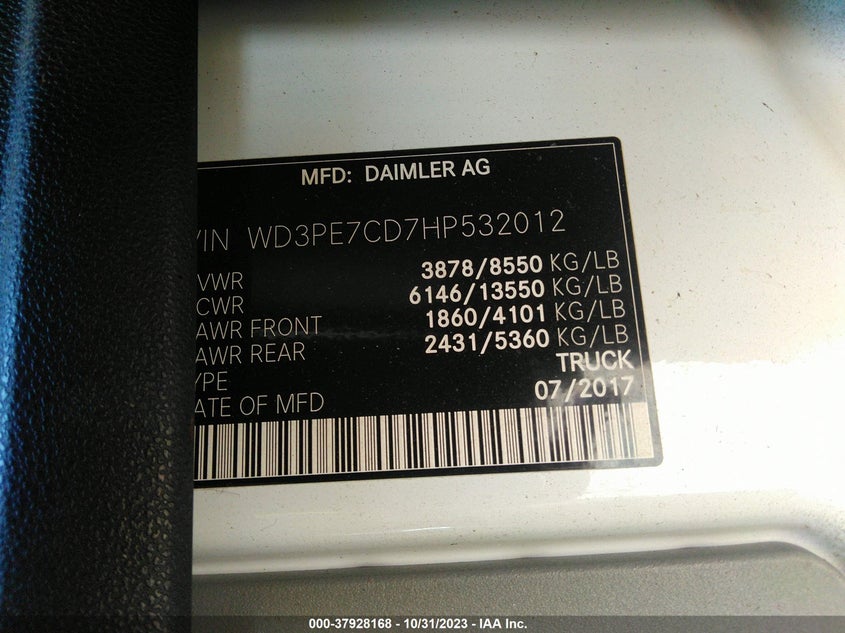 MFD: DAIMLER AG
VIN WD3PE7CD7HP532012
VWR 3878/8550 KG/LB
CWR 6146/13550 KG/LB
AWR FRONT 1860/4101 KG/LB
AWR REAR 2431/5360 KG/LB
YPE TRUCK
ATE OF MFD 07/2017
000-37928168 - 10/31/2023 - IAA Inc.